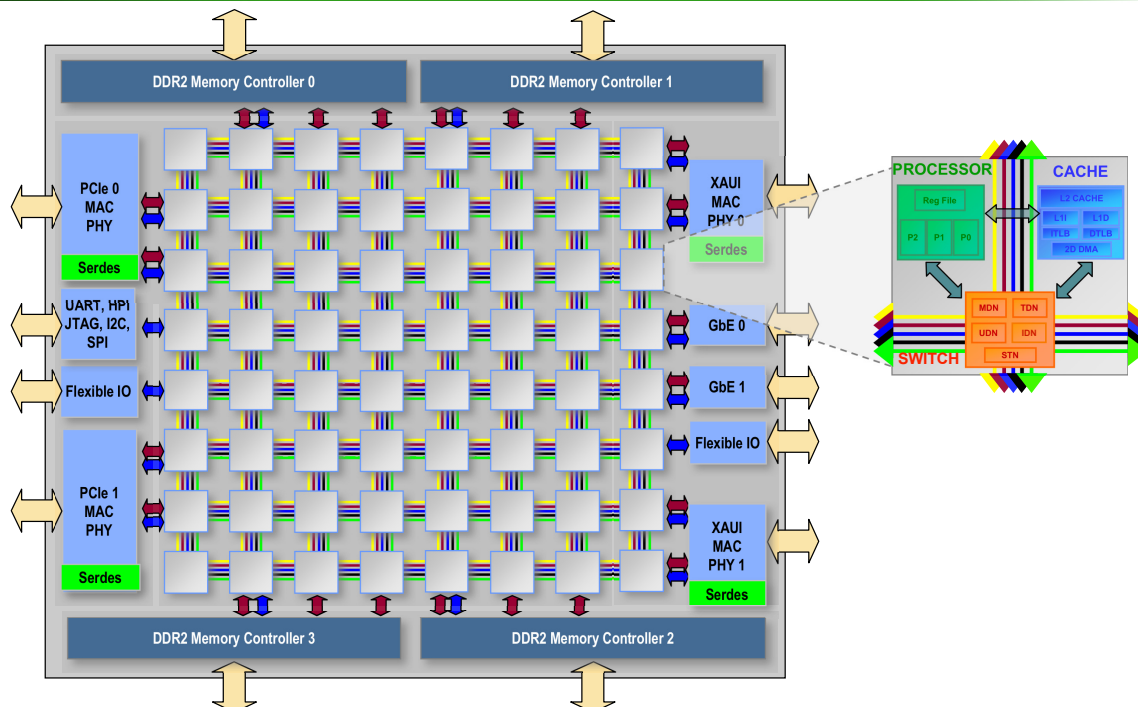 DDR2 Memory Controller 0
DDR2 Memory Controller 1
PCIe 0
MAC
PHY
Serdes
UART, HPI
JTAG, I2C,
SPI
Flexible IO
PCIe 1
MAC
PHY
Serdes
XAUI
MAC
PHY 0
Serdes
GbE 0
GbE 1
Flexible IO
XAUI
MAC
PHY 1
Serdes
DDR2 Memory Controller 3
DDR2 Memory Controller 2
PROCESSOR
Reg File
P2 P1 P0
CACHE
L2 CACHE
L1I L1D
ITLB DTLB
2D DMA
MDN TDN
UDN IDN
STN
SWITCH